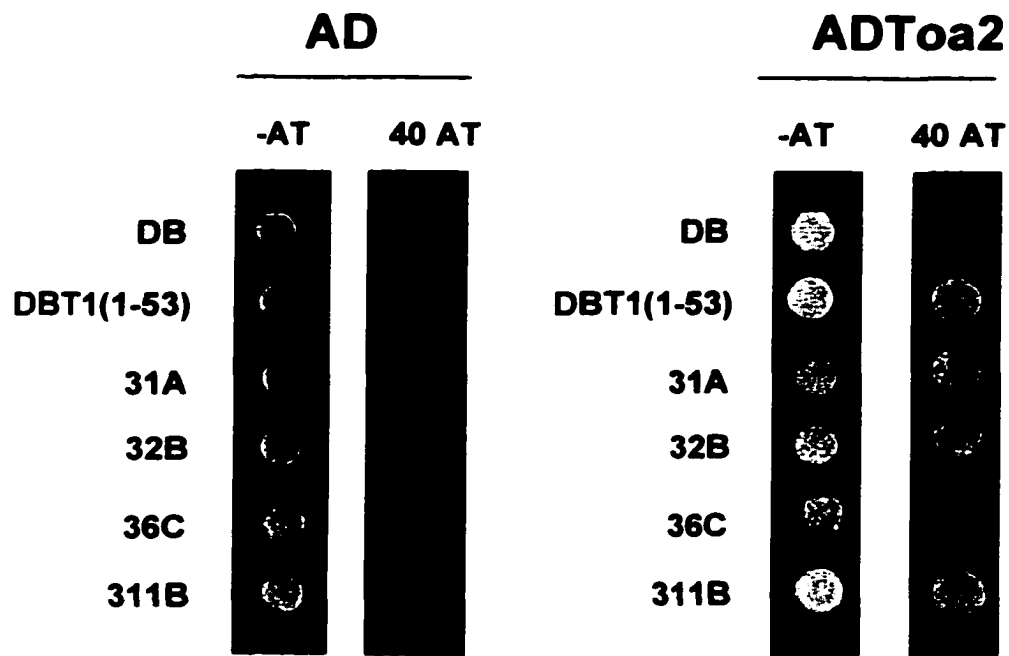 AD ADToa2
-AT 40 AT -AT 40 AT
DB DB
DBT1(1-53) DBT1(1-53)
31A 31A
32B 32B
36C 36C
311B 311B